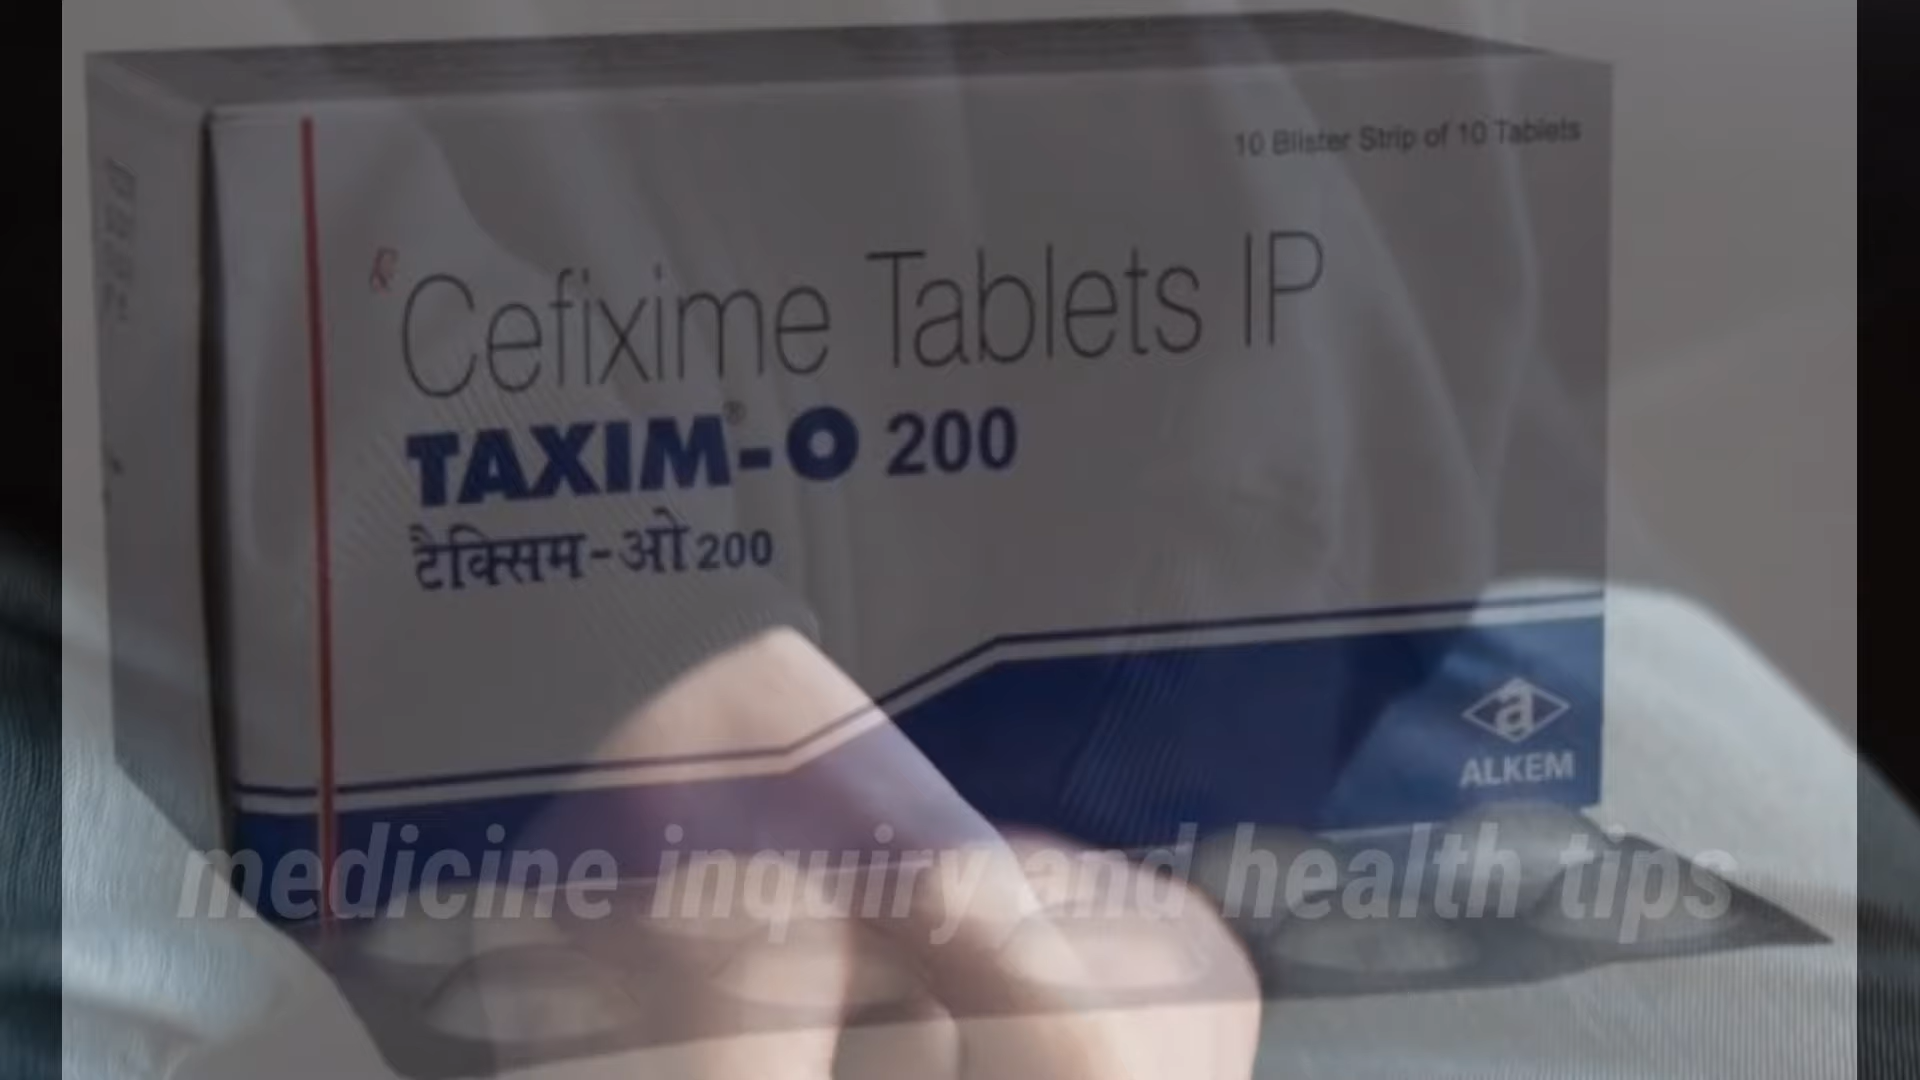 10 Blister Strip of 10 Tablets
℞ Cefixime Tablets IP
TAXIM®-O 200
टैक्सिम-ओ 200
a
ALKEM
medicine inquiry and health tips